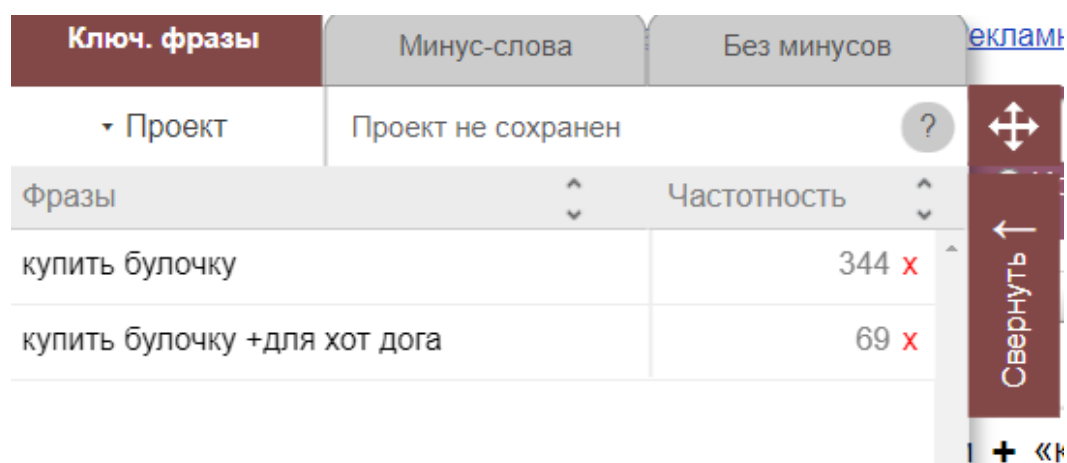 Ключ. фразы Минус-слова Без минусов
Проект Проект не сохранен ?
Фразы Частотность
купить булочку 344 x
купить булочку +для хот дога 69 x
Свернуть